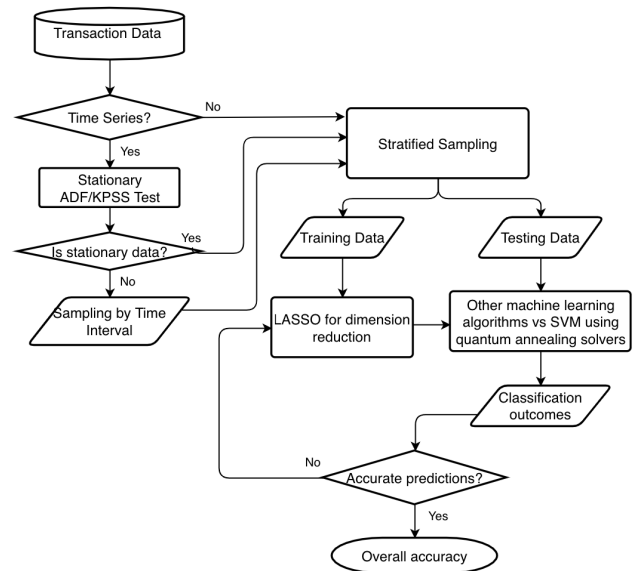 Transaction Data
Time Series?
No
Yes
Stationary
ADF/KPSS Test
Is stationary data?
Yes
No
Sampling by Time
Interval
Stratified Sampling
Training Data
Testing Data
LASSO for dimension
reduction
Other machine learning
algorithms vs SVM using
quantum annealing solvers
Classification
outcomes
Accurate predictions?
No
Yes
Overall accuracy